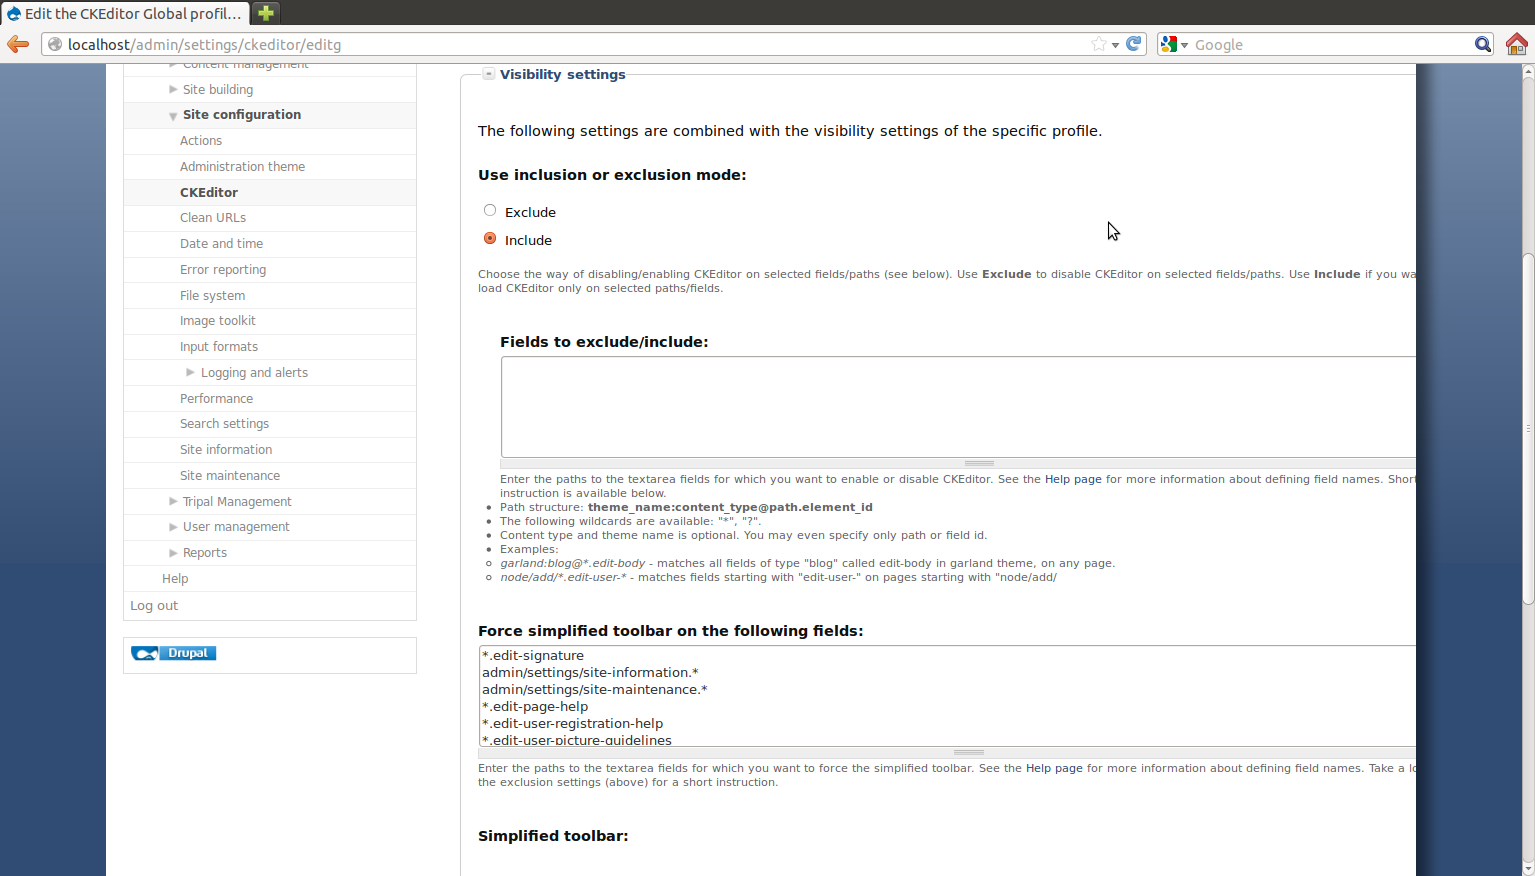 Edit the CKEditor Global profil...
localhost/admin/settings/ckeditor/editg
Google
Content management
Site building
Site configuration
Actions
Administration theme
CKEditor
Clean URLs
Date and time
Error reporting
File system
Image toolkit
Input formats
Logging and alerts
Performance
Search settings
Site information
Site maintenance
Tripal Management
User management
Reports
Help
Log out
Drupal
Visibility settings
The following settings are combined with the visibility settings of the specific profile.
Use inclusion or exclusion mode:
Exclude
Include
Choose the way of disabling/enabling CKEditor on selected fields/paths (see below). Use Exclude to disable CKEditor on selected fields/paths. Use Include if you wa
load CKEditor only on selected paths/fields.
Fields to exclude/include:
Enter the paths to the textarea fields for which you want to enable or disable CKEditor. See the Help page for more information about defining field names. Short
instruction is available below.
Path structure: theme_name:content_type@path.element_id
The following wildcards are available: "*", "?".
Content type and theme name is optional. You may even specify only path or field id.
Examples:
garland:blog@*.edit-body - matches all fields of type "blog" called edit-body in garland theme, on any page.
node/add/*.edit-user-* - matches fields starting with "edit-user-" on pages starting with "node/add/
Force simplified toolbar on the following fields:
*.edit-signature
admin/settings/site-information.*
admin/settings/site-maintenance.*
*.edit-page-help
*.edit-user-registration-help
*.edit-user-picture-guidelines
Enter the paths to the textarea fields for which you want to force the simplified toolbar. See the Help page for more information about defining field names. Take a lo
the exclusion settings (above) for a short instruction.
Simplified toolbar: